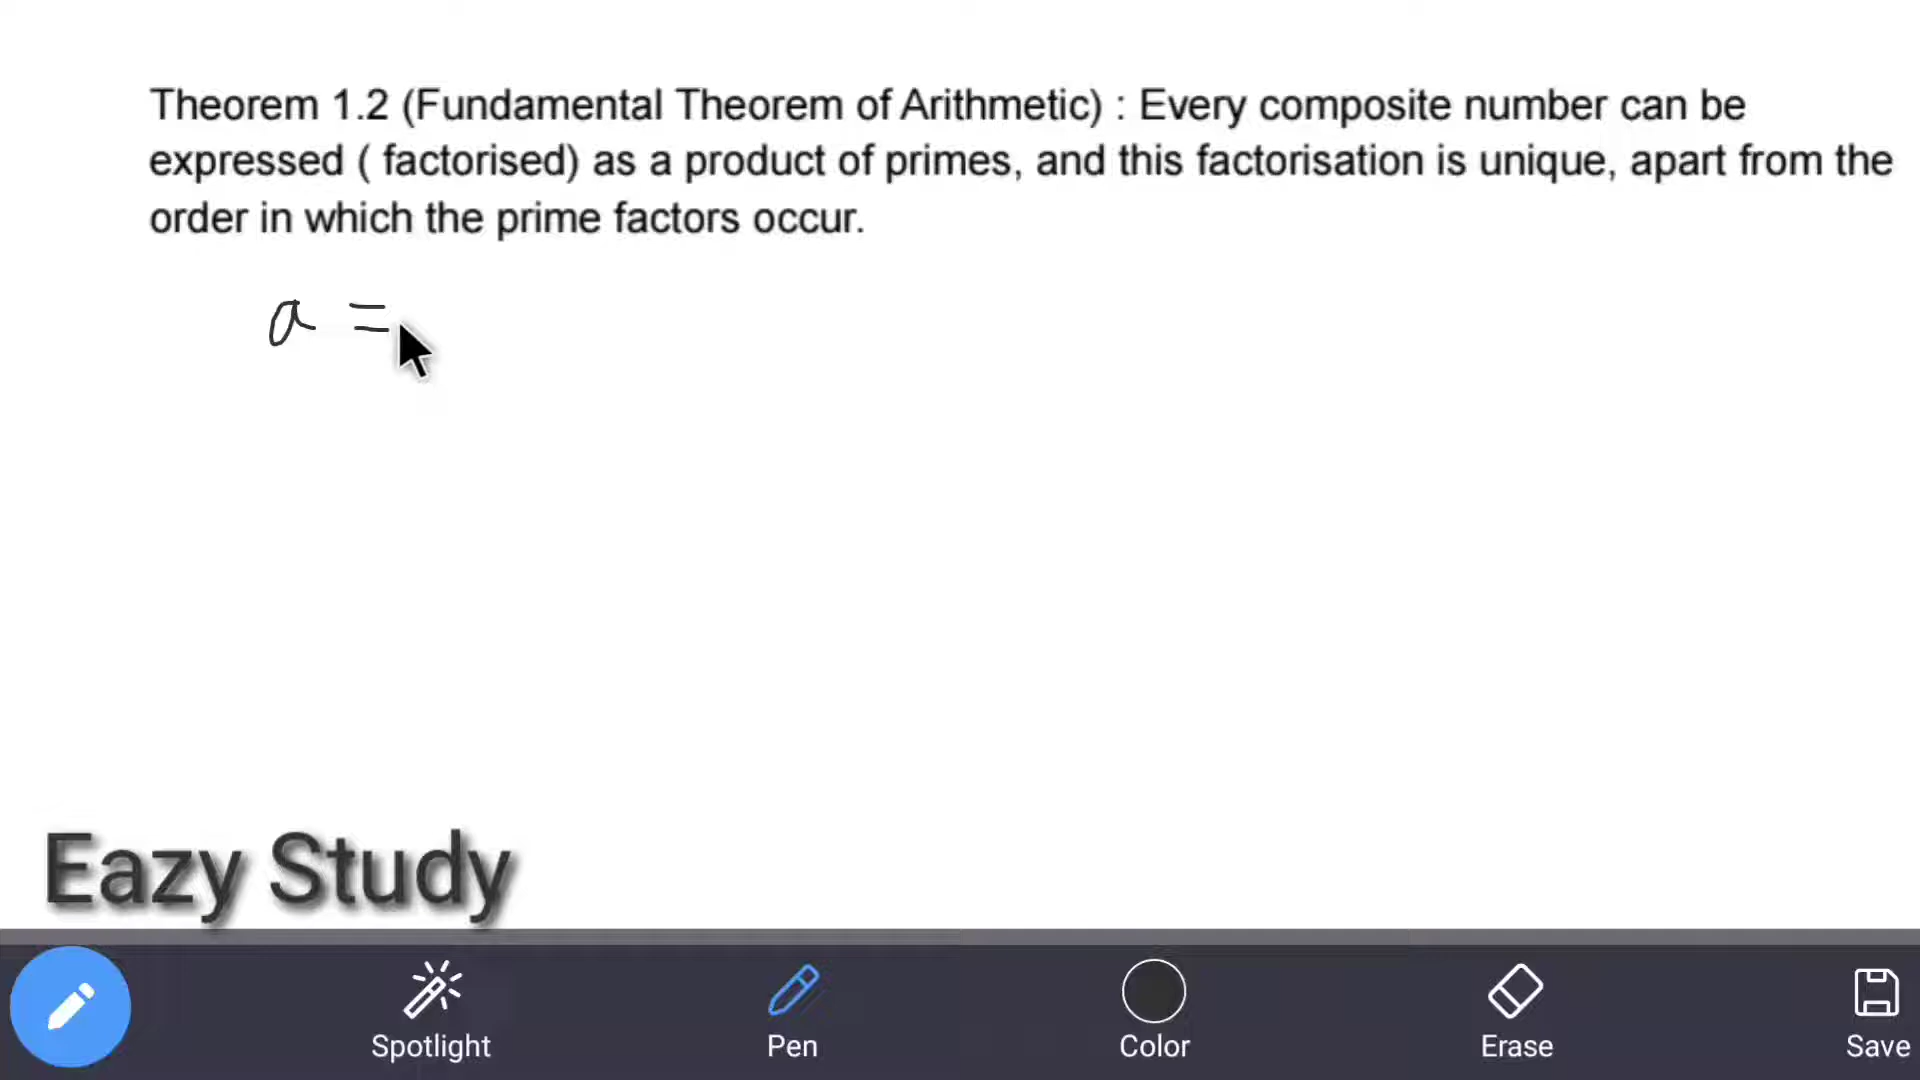 Theorem 1.2 (Fundamental Theorem of Arithmetic) : Every composite number can be
expressed ( factorised) as a product of primes, and this factorisation is unique, apart from the
order in which the prime factors occur.
a =
Eazy Study
Spotlight Pen Color Erase Save